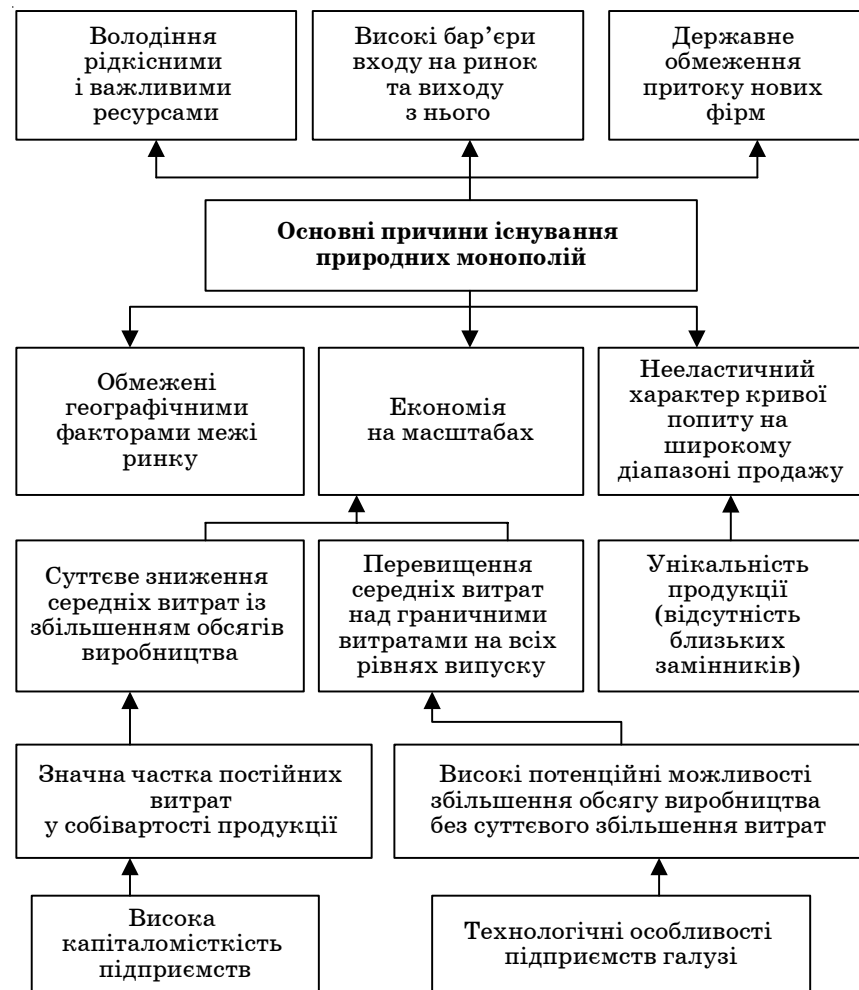 Володіння
рідкісними
і важливими
ресурсами
Високі бар’єри
входу на ринок
та виходу
з нього
Державне
обмеження
притоку нових
фірм
Основні причини існування
природних монополій
Обмежені
географічними
факторами межі
ринку
Економія
на масштабах
Нееластичний
характер кривої
попиту на
широкому
діапазоні продажу
Суттєве зниження
середніх витрат із
збільшенням обсягів
виробництва
Перевищення
середніх витрат
над граничними
витратами на всіх
рівнях випуску
Унікальність
продукції
(відсутність
близьких
замінників)
Значна частка постійних
витрат
у собівартості продукції
Високі потенційні можливості
збільшення обсягу виробництва
без суттєвого збільшення витрат
Висока
капіталомісткість
підприємств
Технологічні особливості
підприємств галузі